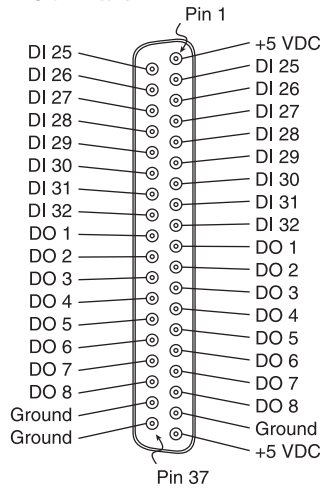 Pin 1
DI 25
DI 26
DI 27
DI 28
DI 29
DI 30
DI 31
DI 32
DO 1
DO 2
DO 3
DO 4
DO 5
DO 6
DO 7
DO 8
Ground
Ground
+5 VDC
DI 25
DI 26
DI 27
DI 28
DI 29
DI 30
DI 31
DI 32
DO 1
DO 2
DO 3
DO 4
DO 5
DO 6
DO 7
DO 8
Ground
+5 VDC
Pin 37